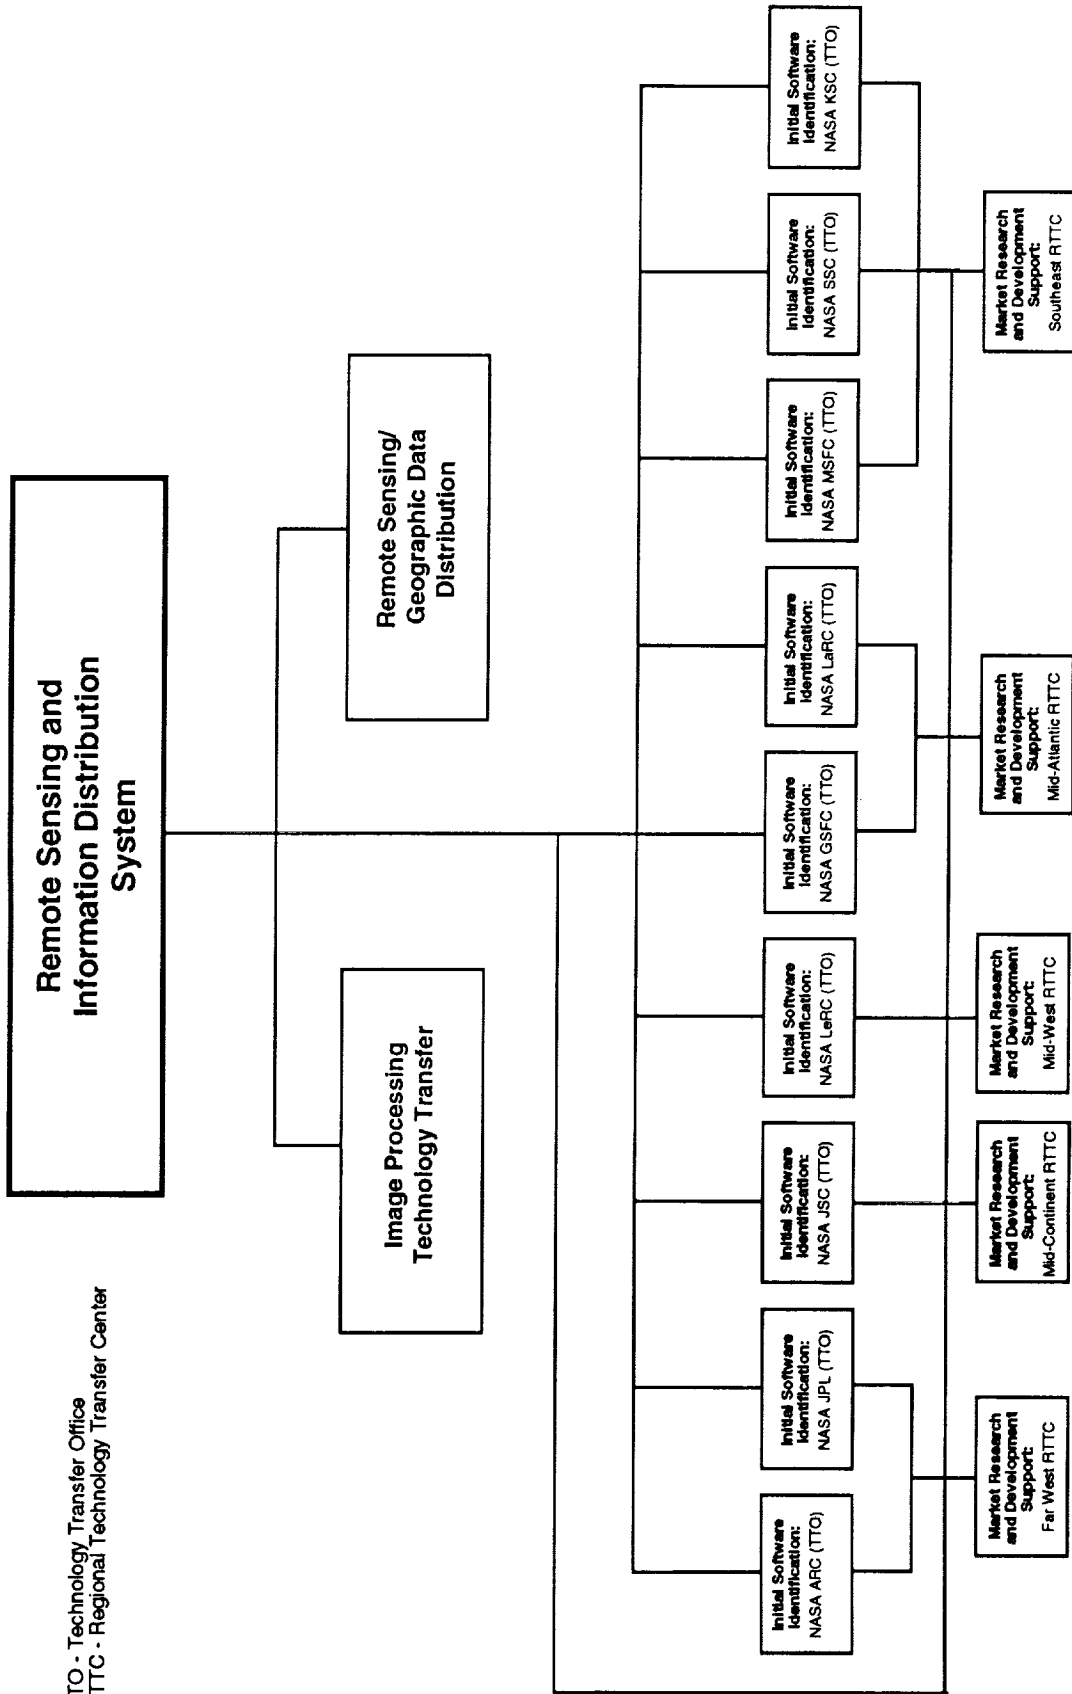 Remote Sensing and
Information Distribution
System
TO - Technology Transfer Office
TTC - Regional Technology Transfer Center
Image Processing
Technology Transfer
Remote Sensing/
Geographic Data
Distribution
Initial Software
Identification:
NASA ARC (TTO)
Initial Software
Identification:
NASA JPL (TTO)
Initial Software
Identification:
NASA JSC (TTO)
Initial Software
Identification:
NASA LeRC (TTO)
Initial Software
Identification:
NASA GSFC (TTO)
Initial Software
Identification:
NASA LaRC (TTO)
Initial Software
Identification:
NASA MSFC (TTO)
Initial Software
Identification:
NASA SSC (TTO)
Initial Software
Identification:
NASA KSC (TTO)
Market Research
and Development
Support:
Far West RTTC
Market Research
and Development
Support:
Mid-Continent RTTC
Market Research
and Development
Support:
Mid-West RTTC
Market Research
and Development
Support:
Mid-Atlantic RTTC
Market Research
and Development
Support:
Southeast RTTC